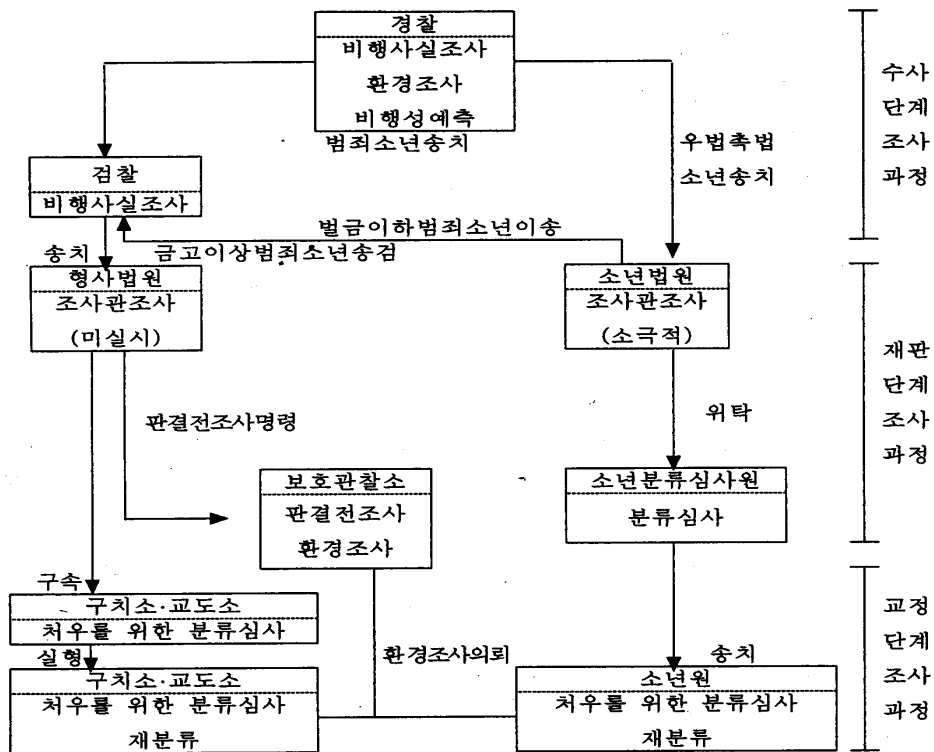 경찰
비행사실조사
환경조사
비행성예측
범죄소년송치
우법촉법
소년송치
수사
단계
조사
과정
검찰
비행사실조사
벌금이하범죄소년이송
송치
금고이상범죄소년송검
형사법원
조사관조사
(미실시)
소년법원
조사관조사
(소극적)
재판
단계
조사
과정
판결전조사명령
위탁
보호관찰소
판결전조사
환경조사
소년분류심사원
분류심사
구속
구치소·교도소
처우를 위한 분류심사
실형
환경조사의뢰
송치
구치소·교도소
처우를 위한 분류심사
재분류
소년원
처우를 위한 분류심사
재분류
교정
단계
조사
과정